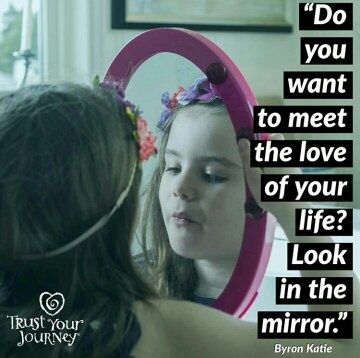 “Do
you
want
to meet
the love
of your
life?
Look
in the
mirror.”
Byron Katie
TRUST YOUR
JOURNEY